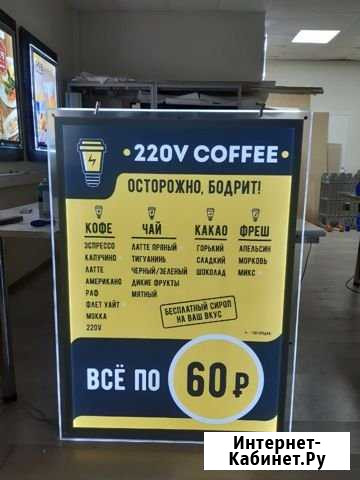 220V COFFEE
ОСТОРОЖНО, БОДРИТ!
КОФЕ
ЭСПРЕССО
КАПУЧИНО
ЛАТТЕ
АМЕРИКАНО
РАФ
ФЛЕТ УАЙТ
МОККА
220V
ЧАЙ
ЛАТТЕ ПРЯНЫЙ
ТИГУАНИНЬ
ЧЕРНЫЙ/ЗЕЛЕНЫЙ
ДИКИЕ ФРУКТЫ
МЯТНЫЙ
КАКАО
ГОРЬКИЙ
СЛАДКИЙ
ШОКОЛАД
ФРЕШ
АПЕЛЬСИН
МОРКОВЬ
МИКС
БЕСПЛАТНЫЙ СИРОП
НА ВАШ ВКУС
ВСЁ ПО 60 ₽
Интернет-
Кабинет.Ру